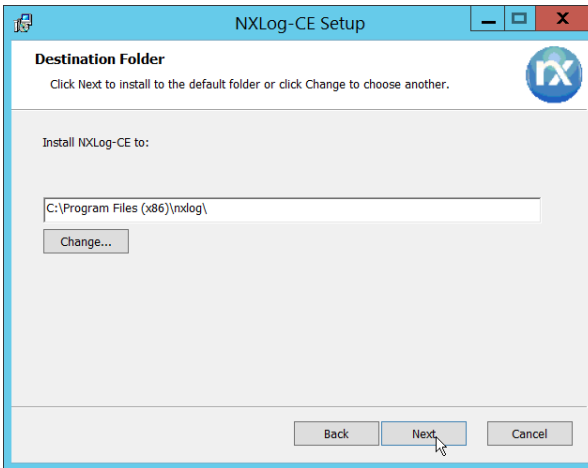 NXLog-CE Setup
Destination Folder
Click Next to install to the default folder or click Change to choose another.
nx
Install NXLog-CE to:
C:\Program Files (x86)\nxlog\
Change...
Back
Next
Cancel